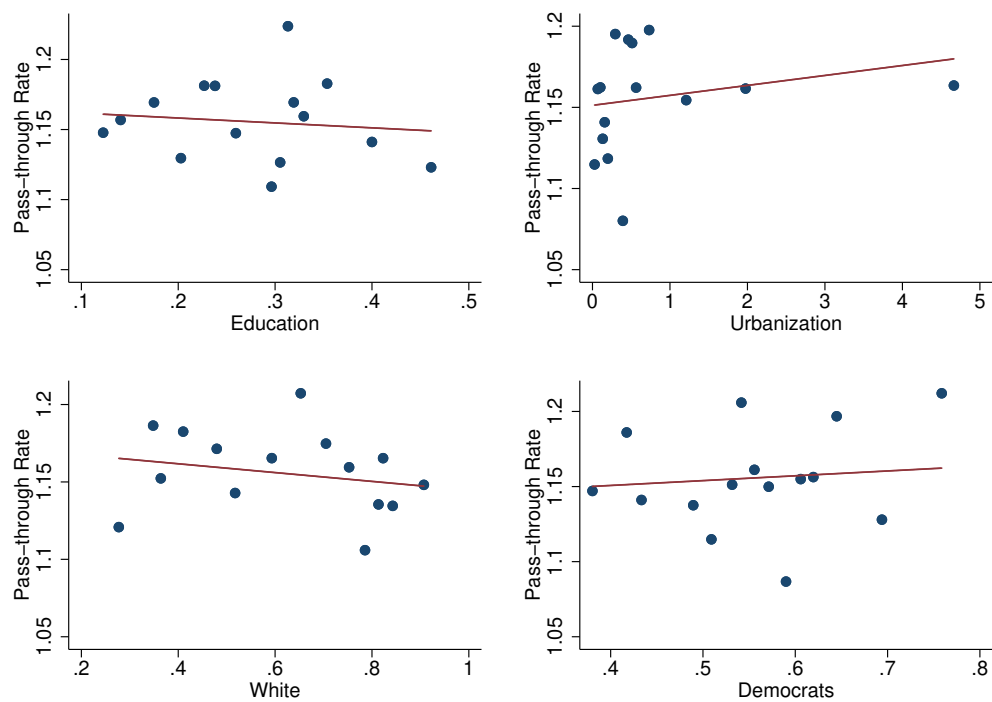 Pass−through Rate
1.05 1.1 1.15 1.2
.1 .2 .3 .4 .5
Education
Pass−through Rate
1.05 1.1 1.15 1.2
0 1 2 3 4 5
Urbanization
Pass−through Rate
1.05 1.1 1.15 1.2
.2 .4 .6 .8 1
White
Pass−through Rate
1.05 1.1 1.15 1.2
.4 .5 .6 .7 .8
Democrats